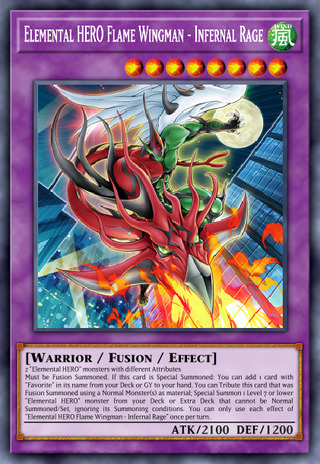 Elemental HERO Flame Wingman - Infernal Rage
WIND
風
[Warrior / Fusion / Effect]
2 "Elemental HERO" monsters with different Attributes
Must be Fusion Summoned. If this card is Special Summoned: You can add 1 card with
"Favorite" in its name from your Deck or GY to your hand. You can Tribute this card that was
Fusion Summoned using a Normal Monster(s) as material; Special Summon 1 Level 7 or lower
"Elemental HERO" monster from your Deck or Extra Deck that cannot be Normal
Summoned/Set, ignoring its Summoning conditions. You can only use each effect of
"Elemental HERO Flame Wingman - Infernal Rage" once per turn.
ATK/2100 DEF/1200